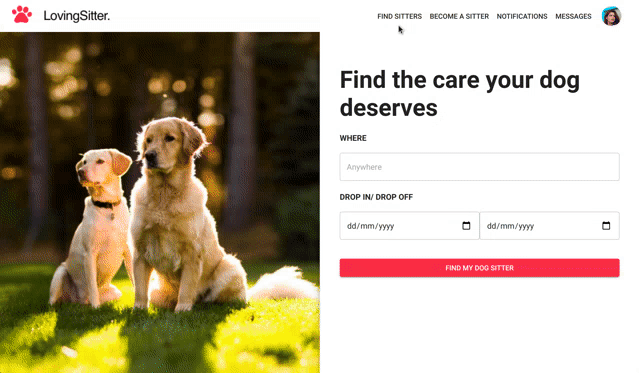 LovingSitter.
FIND SITTERS BECOME A SITTER NOTIFICATIONS MESSAGES
Find the care your dog
deserves
WHERE
Anywhere
DROP IN/ DROP OFF
dd/mm/yyyy dd/mm/yyyy
FIND MY DOG SITTER